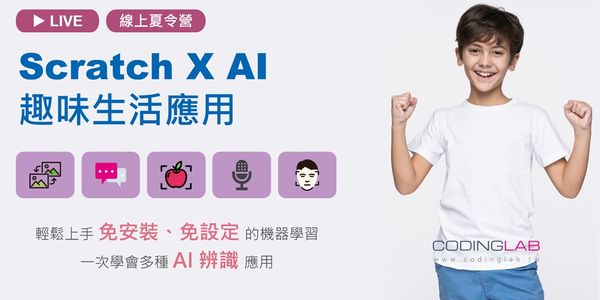 LIVE
線上夏令營
Scratch X AI
趣味生活應用
輕鬆上手 免安裝、免設定 的機器學習
一次學會多種 AI 辨識 應用
CODINGLAB
www.codinglab.tw